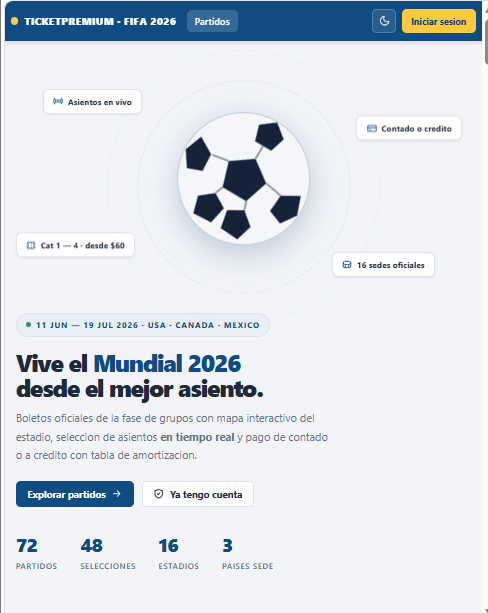 TICKETPREMIUM - FIFA 2026
Partidos
Iniciar sesion
Asientos en vivo
Contado o credito
Cat 1 — 4 · desde $60
16 sedes oficiales
11 JUN — 19 JUL 2026 · USA · CANADA · MEXICO
Vive el Mundial 2026
desde el mejor asiento.
Boletos oficiales de la fase de grupos con mapa interactivo del
estadio, seleccion de asientos en tiempo real y pago de contado
o a credito con tabla de amortizacion.
Explorar partidos →
Ya tengo cuenta
72 48 16 3
PARTIDOS SELECCIONES ESTADIOS PAISES SEDE